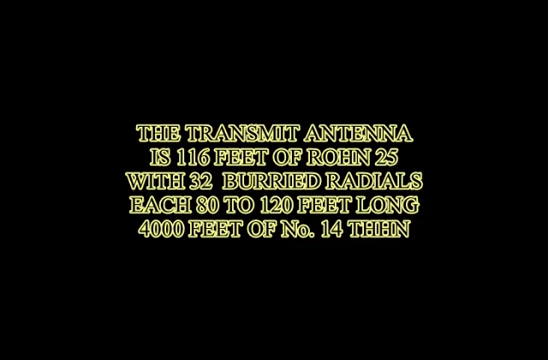 THE TRANSMIT ANTENNA
IS 116 FEET OF ROHN 25
WITH 32 BURRIED RADIALS
EACH 80 TO 120 FEET LONG
4000 FEET OF No. 14 THHN